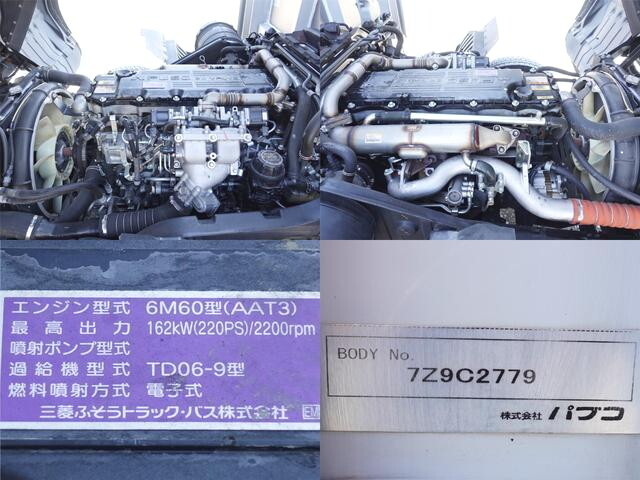 エンジン型式 6M60型(AAT3)
最高出力 162kW(220PS)/2200rpm
噴射ポンプ型式
過給機型式 TD06-9型
燃料噴射方式 電子式
三菱ふそうトラック・バス株式会社
BODY No.
7Z9C2779
株式会社 パブコ